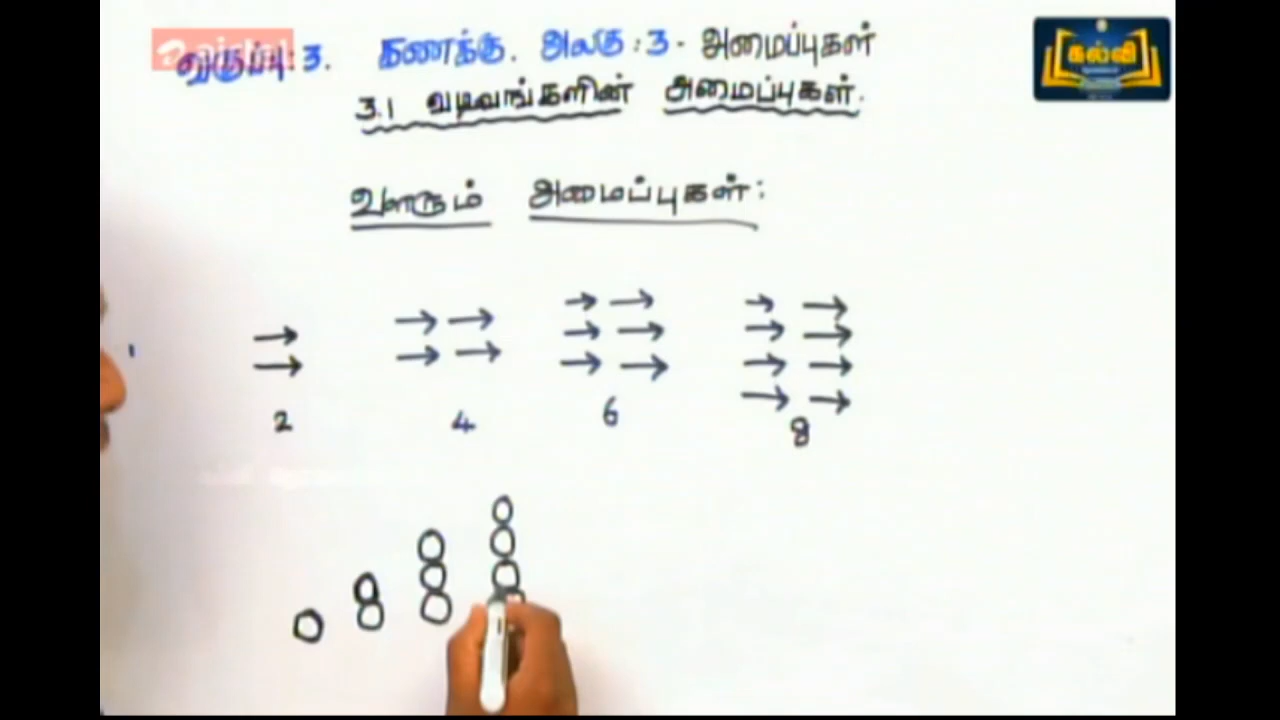 வகுப்பு: 3. கணக்கு. அலகு: 3 - அமைப்புகள்
கல்வி
3.1 வடிவங்களின் அமைப்புகள்.
வளரும் அமைப்புகள்:
2 4 6 8